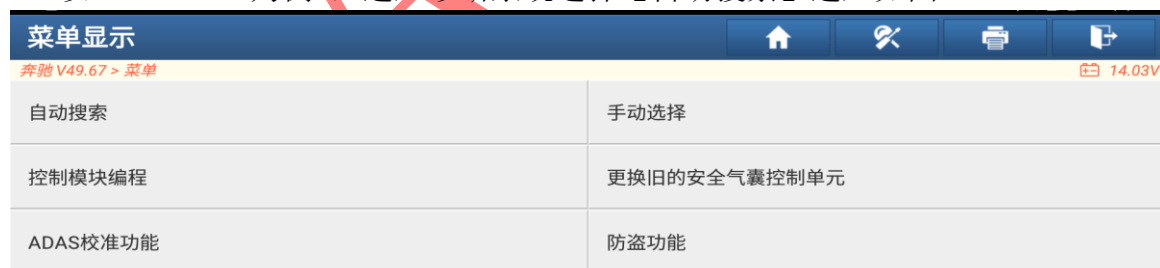 菜单显示
奔驰 V49.67 > 菜单
14.03V
自动搜索
手动选择
控制模块编程
更换旧的安全气囊控制单元
ADAS校准功能
防盗功能